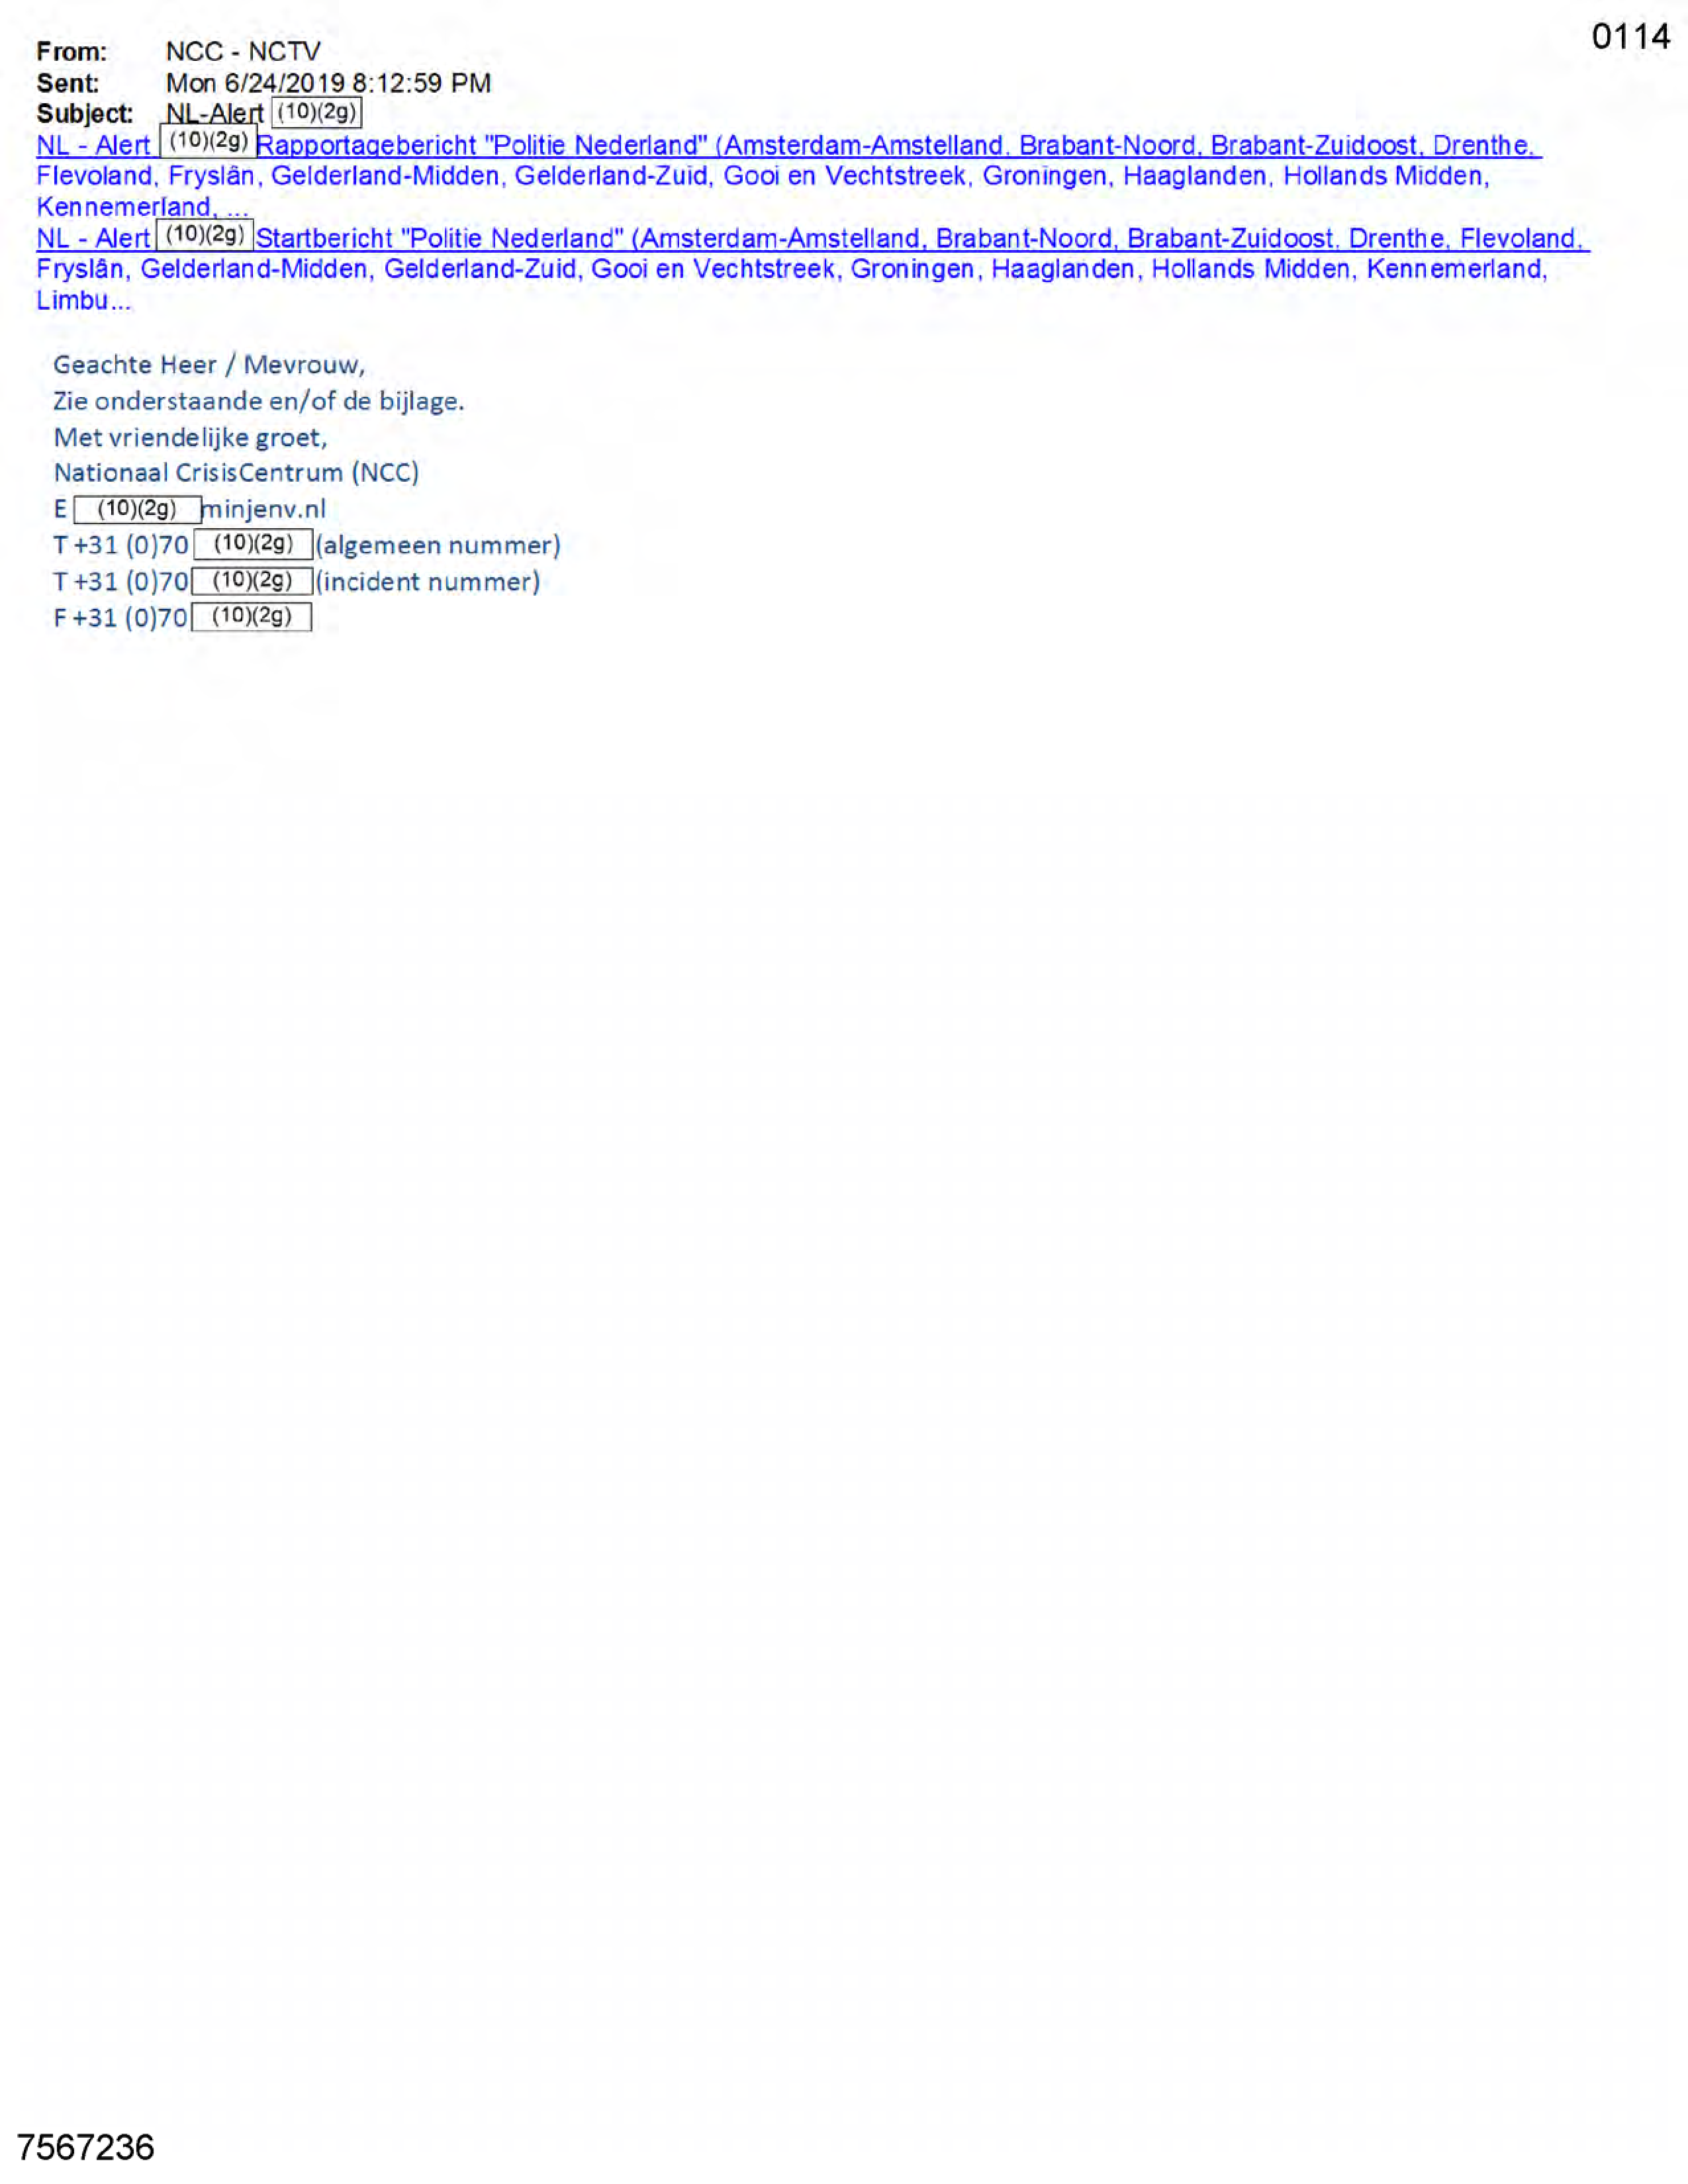 0114
From: NCC - NCTV
Sent: Mon 6/24/2019 8:12:59 PM
Subject: NL-Alert (10)(2g)
NL - Alert (10)(2g) Rapportagebericht "Politie Nederland" (Amsterdam-Amstelland, Brabant-Noord, Brabant-Zuidoost, Drenthe,
Flevoland, Fryslân, Gelderland-Midden, Gelderland-Zuid, Gooi en Vechtstreek, Groningen, Haaglanden, Hollands Midden,
Kennemerland, ...
NL - Alert (10)(2g) Startbericht "Politie Nederland" (Amsterdam-Amstelland, Brabant-Noord, Brabant-Zuidoost, Drenthe, Flevoland,
Fryslân, Gelderland-Midden, Gelderland-Zuid, Gooi en Vechtstreek, Groningen, Haaglanden, Hollands Midden, Kennemerland,
Limbu...
Geachte Heer / Mevrouw,
Zie onderstaande en/of de bijlage.
Met vriendelijke groet,
Nationaal CrisisCentrum (NCC)
E (10)(2g) minjenv.nl
T +31 (0)70 (10)(2g) (algemeen nummer)
T +31 (0)70 (10)(2g) (incident nummer)
F +31 (0)70 (10)(2g)
7567236